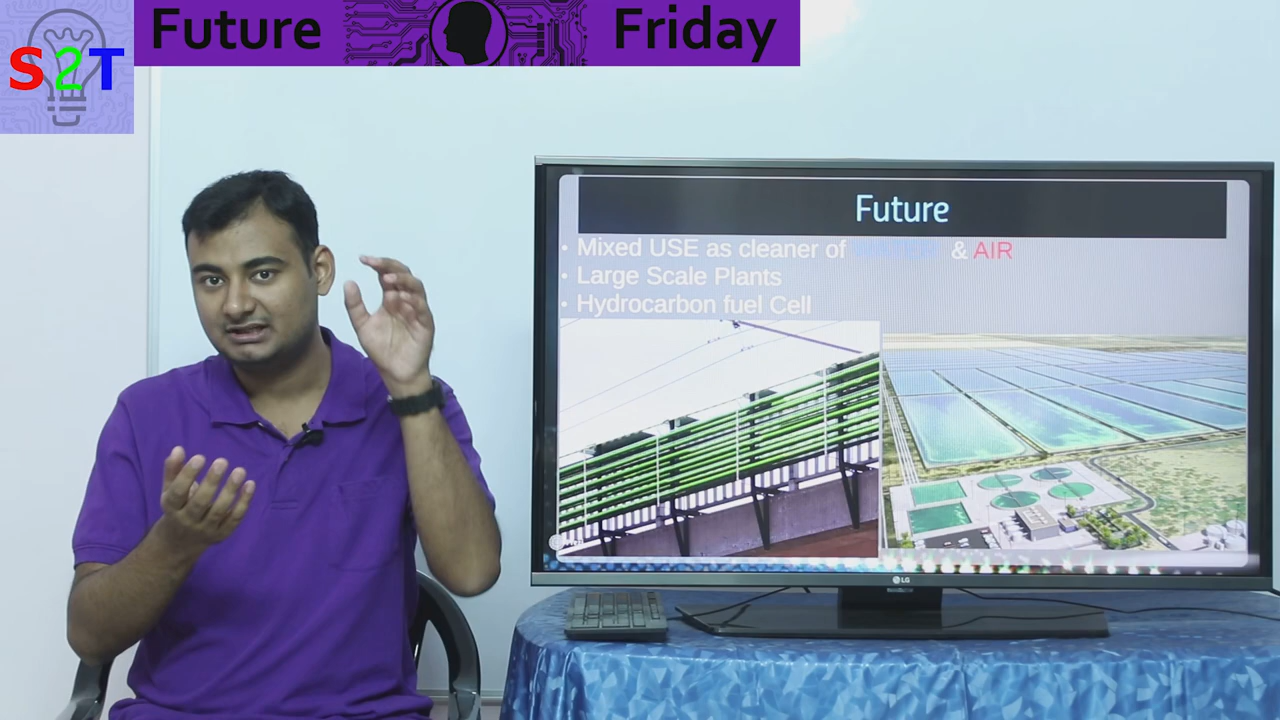 Future Friday
S2T
Future
• Mixed USE as cleaner of & AIR
• Large Scale Plants
• Hydrocarbon fuel Cell
LG